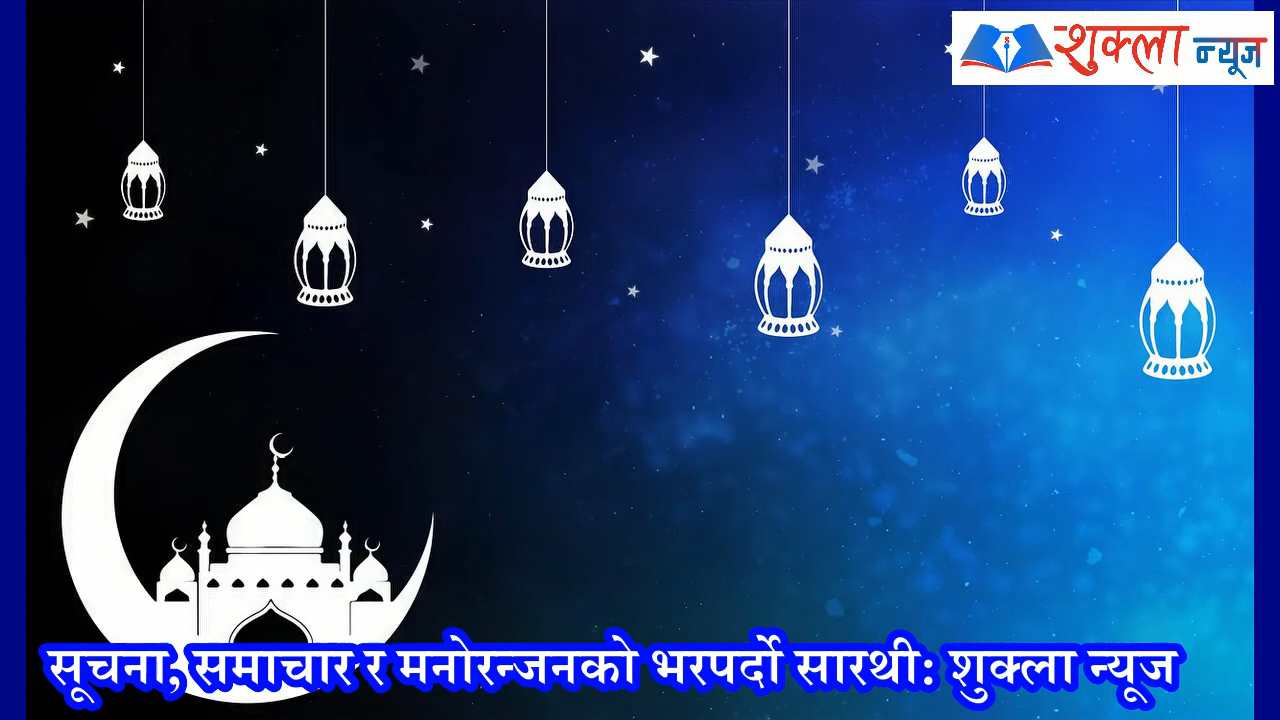 शुक्ला न्यूज
सूचना, समाचार र मनोरन्जनको भरपर्दो सारथी: शुक्ला न्यूज